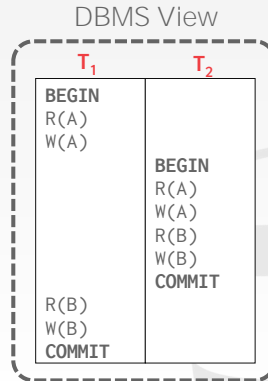 DBMS View
T1 T2
BEGIN
R(A)
W(A)
BEGIN
R(A)
W(A)
R(B)
W(B)
COMMIT
R(B)
W(B)
COMMIT